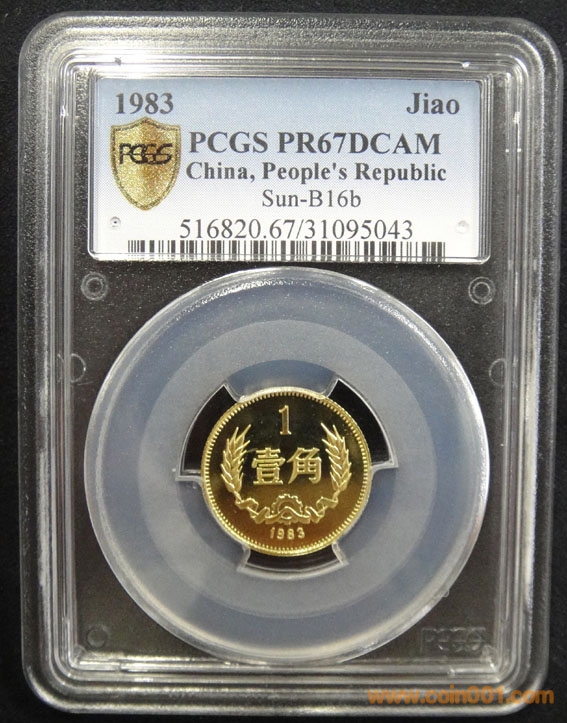 1983 Jiao
PCGS PCGS PR67DCAM
China, People's Republic
Sun-B16b
516820.67/31095043
1
壹角
1983
PCGS
www.coin001.com